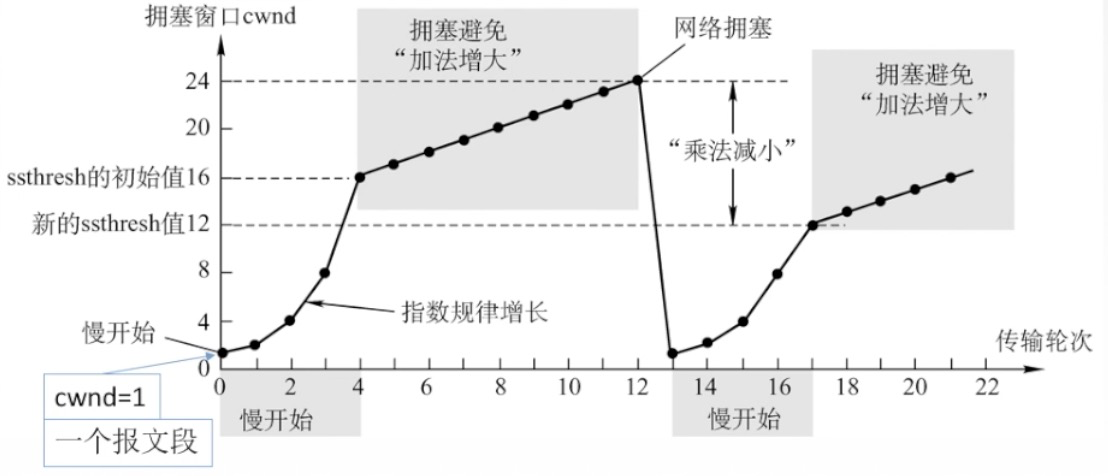 拥塞窗口cwnd
拥塞避免
“加法增大”
网络拥塞
拥塞避免
“加法增大”
24
20
“乘法减小”
ssthresh的初始值16
新的ssthresh值12
8
4
0
指数规律增长
慢开始
传输轮次
0 2 4 6 8 10 12 14 16 18 20 22
cwnd=1
一个报文段
慢开始
慢开始